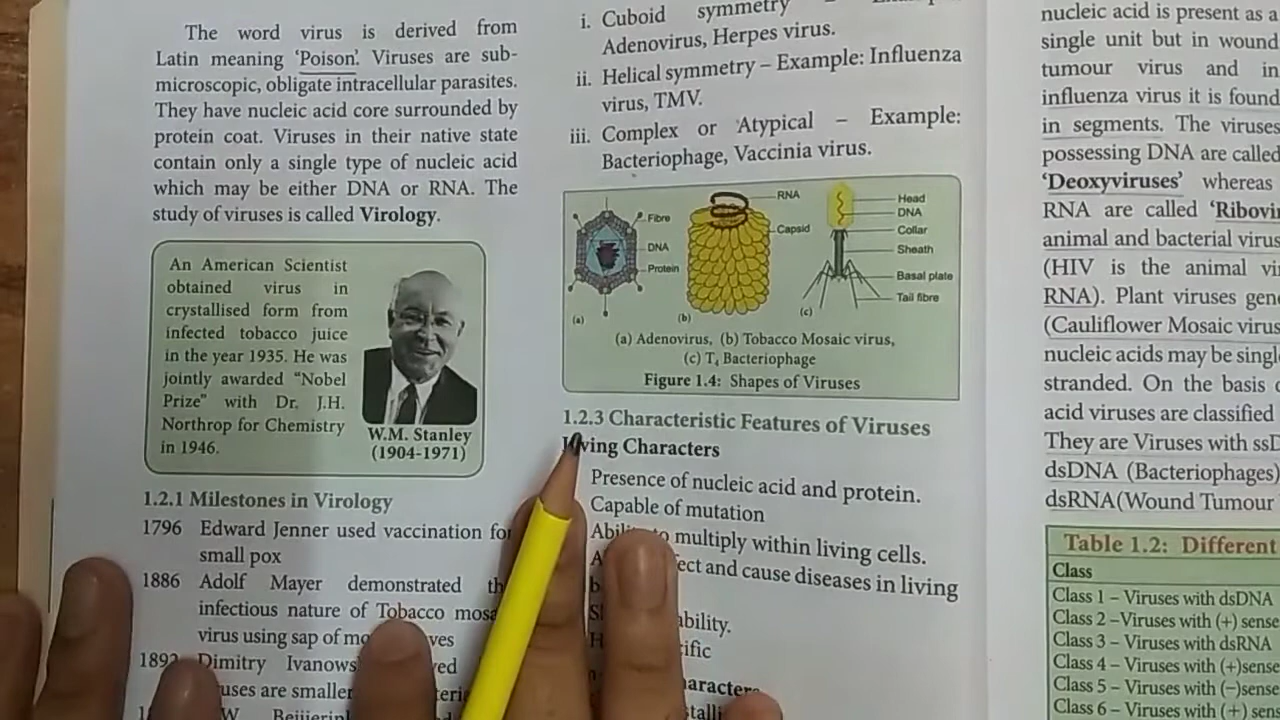 The word virus is derived from
Latin meaning ‘Poison’. Viruses are sub-
microscopic, obligate intracellular parasites.
They have nucleic acid core surrounded by
protein coat. Viruses in their native state
contain only a single type of nucleic acid
which may be either DNA or RNA. The
study of viruses is called Virology.
An American Scientist
obtained virus in
crystallised form from
infected tobacco juice
in the year 1935. He was
jointly awarded “Nobel
Prize” with Dr. J.H.
Northrop for Chemistry
in 1946.
W.M. Stanley
(1904-1971)
1.2.1 Milestones in Virology
1796 Edward Jenner used vaccination for
small pox
1886 Adolf Mayer demonstrated
infectious nature of Tobacco
virus using sap of
Dimitry
are smaller
i. Cuboid symmetry –
Adenovirus, Herpes virus.
ii. Helical symmetry – Example: Influenza
virus, TMV.
iii. Complex or Atypical – Example:
Bacteriophage, Vaccinia virus.
Fibre
DNA
Protein
(a)
RNA
Capsid
(b)
Head
DNA
Collar
Sheath
Basal plate
Tail fibre
(c)
(a) Adenovirus, (b) Tobacco Mosaic virus,
(c) T4 Bacteriophage
Figure 1.4: Shapes of Viruses
1.2.3 Characteristic Features of Viruses
Living Characters
Presence of nucleic acid and protein.
Capable of mutation
multiply within living cells.
and cause diseases in living
nucleic acid is present as a
single unit but in wound
tumour virus and in
influenza virus it is found
in segments. The viruses
possessing DNA are called
‘Deoxyviruses’ whereas
RNA are called
animal and bacterial
(HIV is the animal
RNA). Plant viruses
(Cauliflower Mosaic virus
nucleic acids may be
stranded. On the basis
acid viruses are classified
They are Viruses with
dsDNA (Bacteriophages)
dsRNA(Wound Tumour
Table 1.2: Different
Class
Class 1 – Viruses with dsDNA
Class 2 –Viruses with (+) sense
Class 3 – Viruses with dsRNA
Class 4 – Viruses with (+)sense
Class 5 – Viruses with (–)sense
Class 6 – Viruses with (+)